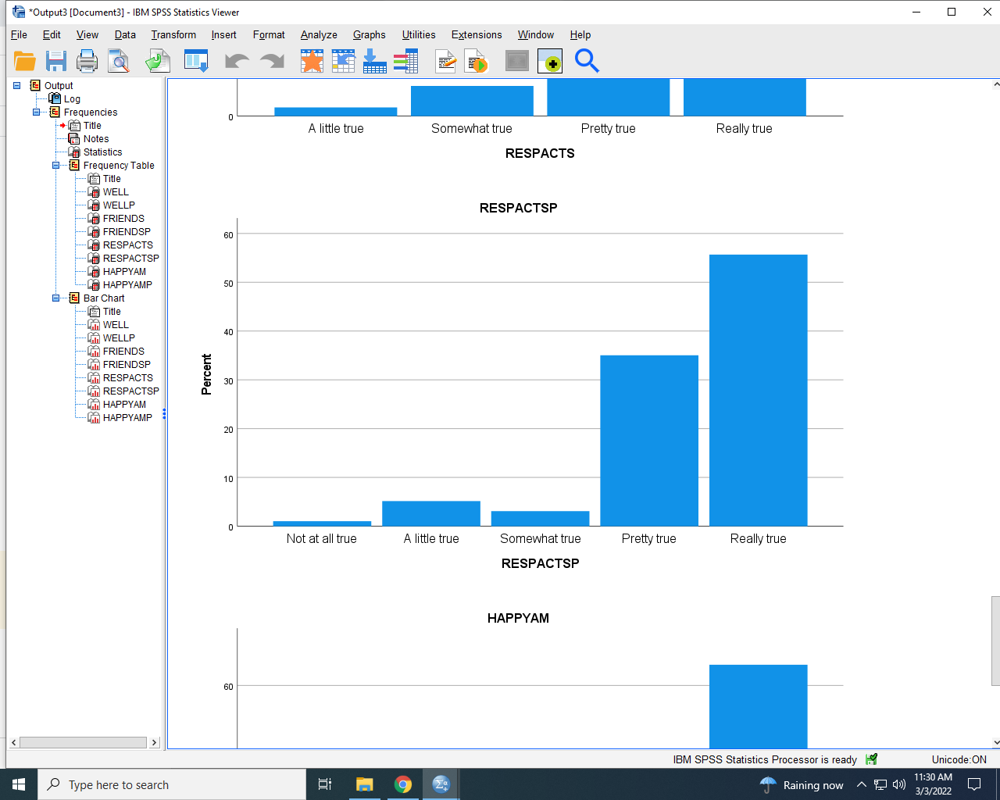 *Output3 [Document3] - IBM SPSS Statistics Viewer
File Edit View Data Transform Insert Format Analyze Graphs Utilities Extensions Window Help
Output
Log
Frequencies
Title
Notes
Statistics
Frequency Table
Title
WELL
WELLP
FRIENDS
FRIENDSP
RESPACTS
RESPACTSP
HAPPYAM
HAPPYAMP
Bar Chart
Title
WELL
WELLP
FRIENDS
FRIENDSP
RESPACTS
RESPACTSP
HAPPYAM
HAPPYAMP
0
A little true Somewhat true Pretty true Really true
RESPACTS
RESPACTSP
60
50
40
Percent
30
20
10
0
Not at all true A little true Somewhat true Pretty true Really true
RESPACTSP
HAPPYAM
60
IBM SPSS Statistics Processor is ready Unicode:ON
Type here to search
Raining now
11:30 AM
3/3/2022